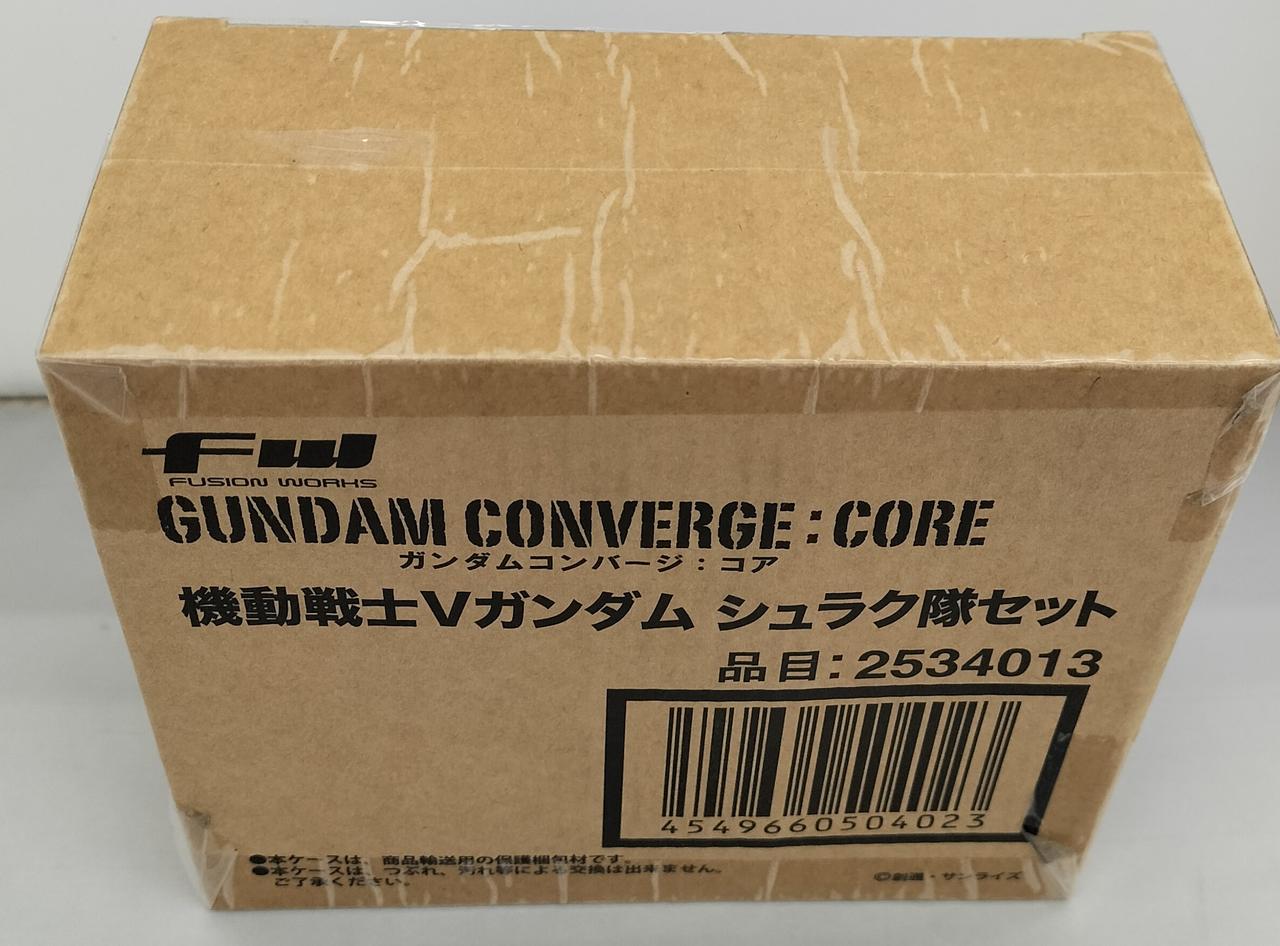 fw
FUSION WORKS
GUNDAM CONVERGE:CORE
ガンダムコンバージ:コア
機動戦士Vガンダム シュラク隊セット
品目:2534013
4549660504023
●本ケースは、商品輸送用の保護梱包材です。
●本ケースは、つぶれ、汚れ等による交換は出来ません。
ご了承ください。
©創通・サンライズ